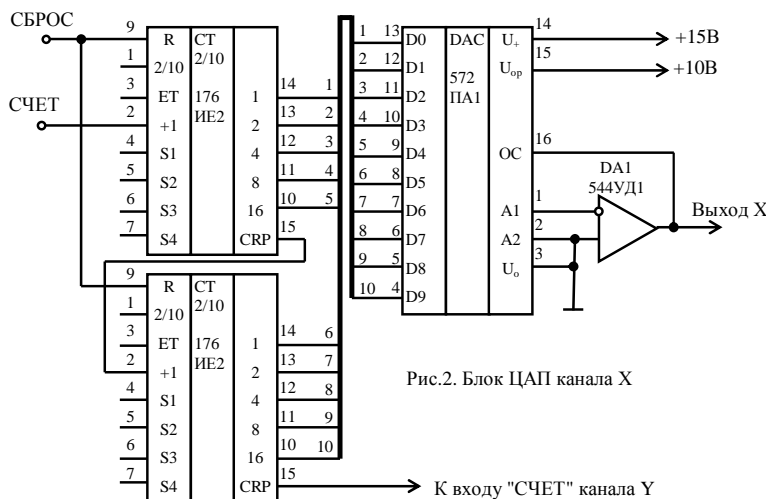 СБРОС
СЧЕТ
9 R CT
1 2/10 2/10
3 ET 176 1 14 1
2 +1 ИЕ2 2 13 2
4 S1 4 12 3
5 S2 8 11 4
6 S3 16 10 5
7 S4 CRP 15
9 R CT
1 2/10 2/10
3 ET 176 1 14 6
2 +1 ИЕ2 2 13 7
4 S1 4 12 8
5 S2 8 11 9
6 S3 16 10 10
7 S4 CRP 15
1 13 D0 DAC U+ 14 +15В
2 12 D1 572 Uор 15 +10В
3 11 D2 ПА1
4 10 D3
5 9 D4 ОС 16
6 8 D5
7 7 D6 A1 1
8 6 D7 A2 2
9 5 D8 Uо 3
10 4 D9
DA1
544УД1
Выход X
Рис.2. Блок ЦАП канала X
К входу "СЧЕТ" канала Y